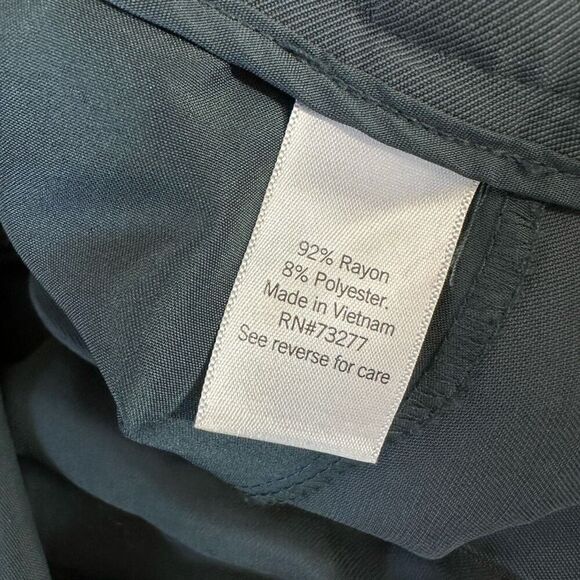 92% Rayon
8% Polyester.
Made in Vietnam
RN#73277
See reverse for care